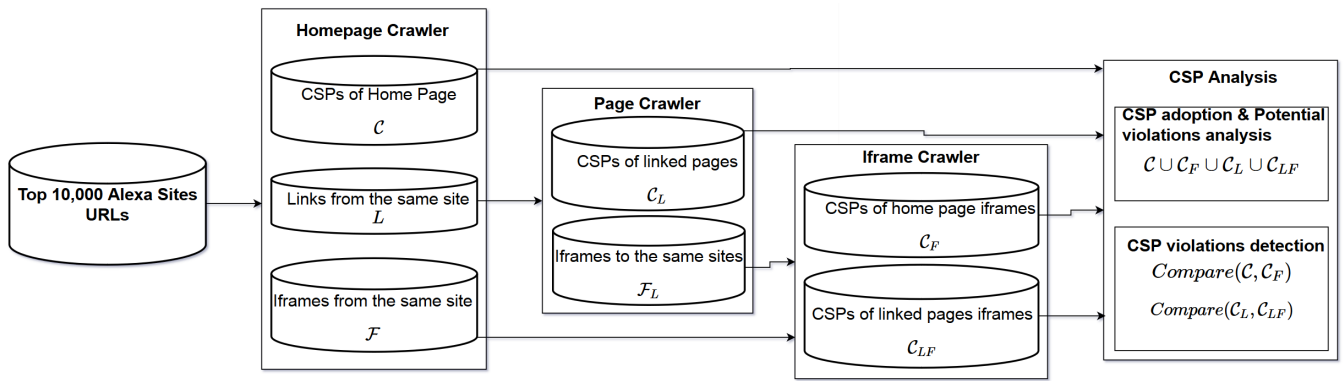 Top 10,000 Alexa Sites
URLs
Homepage Crawler
CSPs of Home Page
𝒞
Links from the same site
L
Iframes from the same site
ℱ
Page Crawler
CSPs of linked pages
𝒞_L
Iframes to the same sites
ℱ_L
Iframe Crawler
CSPs of home page iframes
𝒞_F
CSPs of linked pages iframes
𝒞_LF
CSP Analysis
CSP adoption & Potential
violations analysis
𝒞 ∪ 𝒞_F ∪ 𝒞_L ∪ 𝒞_LF
CSP violations detection
Compare(𝒞, 𝒞_F)
Compare(𝒞_L, 𝒞_LF)